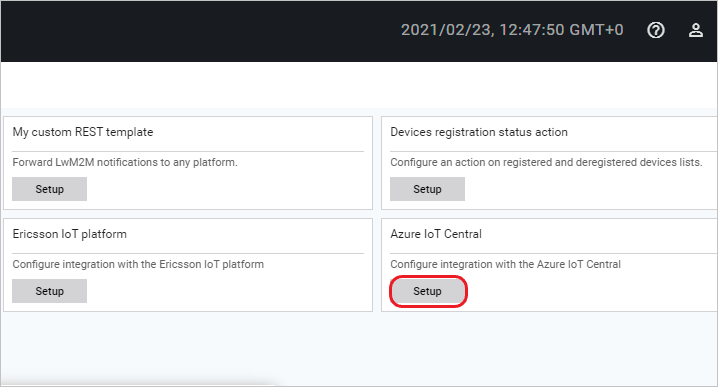 2021/02/23, 12:47:50 GMT+0
My custom REST template
Forward LwM2M notifications to any platform.
Setup
Devices registration status action
Configure an action on registered and deregistered devices lists.
Setup
Ericsson IoT platform
Configure integration with the Ericsson IoT platform
Setup
Azure IoT Central
Configure integration with the Azure IoT Central
Setup